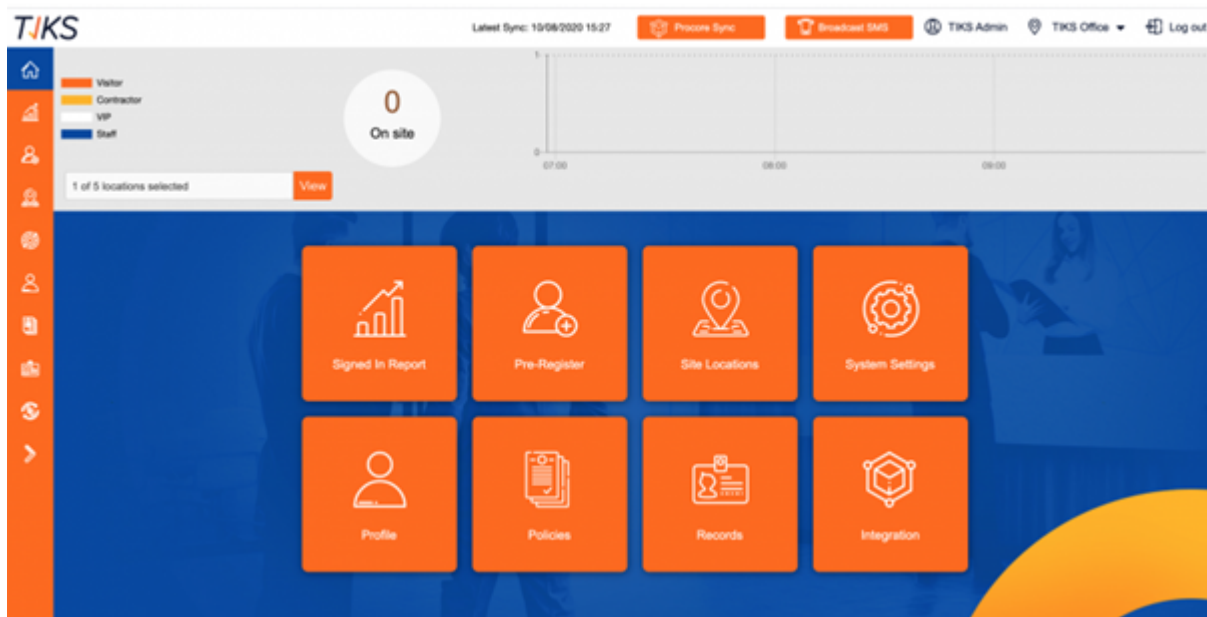 TIKS
Latest Sync: 10/08/2020 15:27
Procore Sync
Broadcast SMS
TIKS Admin
TIKS Office
Log out
Visitor
Contractor
VIP
Staff
0
On site
1
0
07:00
08:00
09:00
1 of 5 locations selected
View
Signed In Report
Pre-Register
Site Locations
System Settings
Profile
Policies
Records
Integration